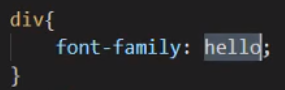 div{
    font-family: hello;
}